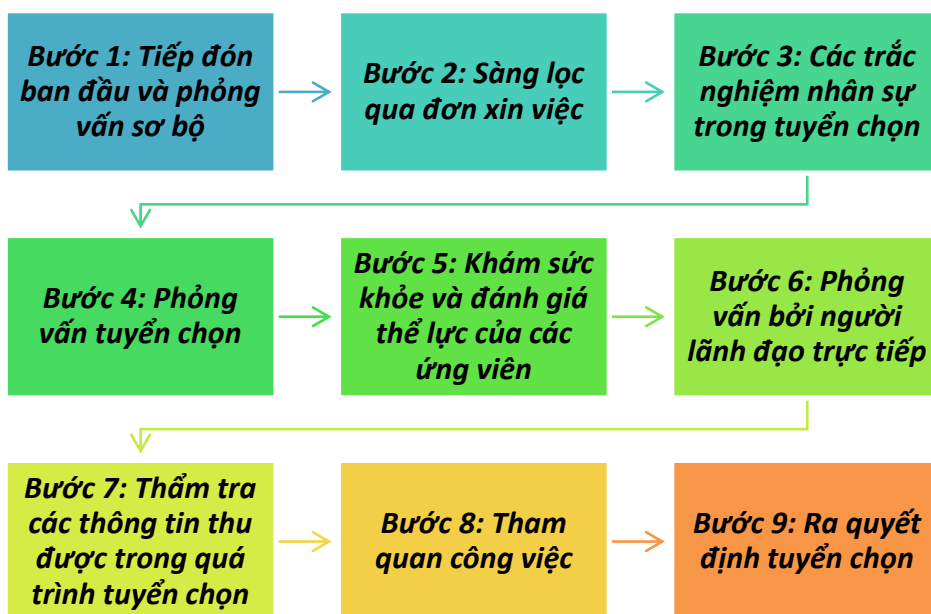 Bước 1: Tiếp đón
ban đầu và phỏng
vấn sơ bộ
Bước 2: Sàng lọc
qua đơn xin việc
Bước 3: Các trắc
nghiệm nhân sự
trong tuyển chọn
Bước 4: Phỏng
vấn tuyển chọn
Bước 5: Khám sức
khỏe và đánh giá
thể lực của các
ứng viên
Bước 6: Phỏng
vấn bởi người
lãnh đạo trực tiếp
Bước 7: Thẩm tra
các thông tin thu
được trong quá
trình tuyển chọn
Bước 8: Tham
quan công việc
Bước 9: Ra quyết
định tuyển chọn